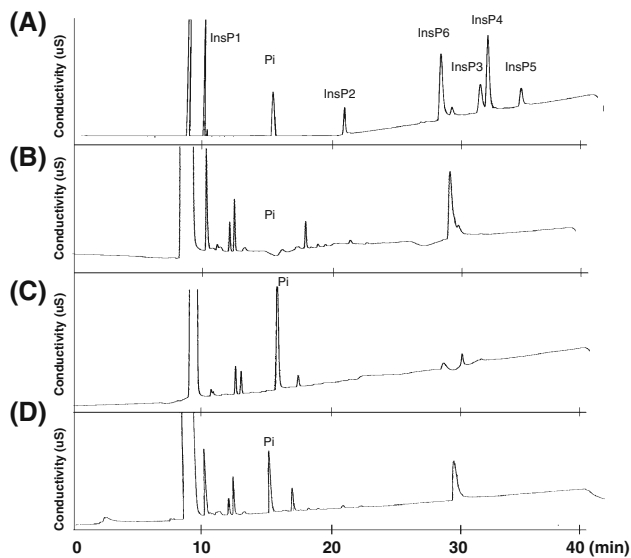 (A)
Conductivity (uS)
InsP1
Pi
InsP2
InsP6
InsP3
InsP4
InsP5
(B)
Conductivity (uS)
Pi
(C)
Conductivity (uS)
Pi
(D)
Conductivity (uS)
Pi
0 10 20 30 40 (min)